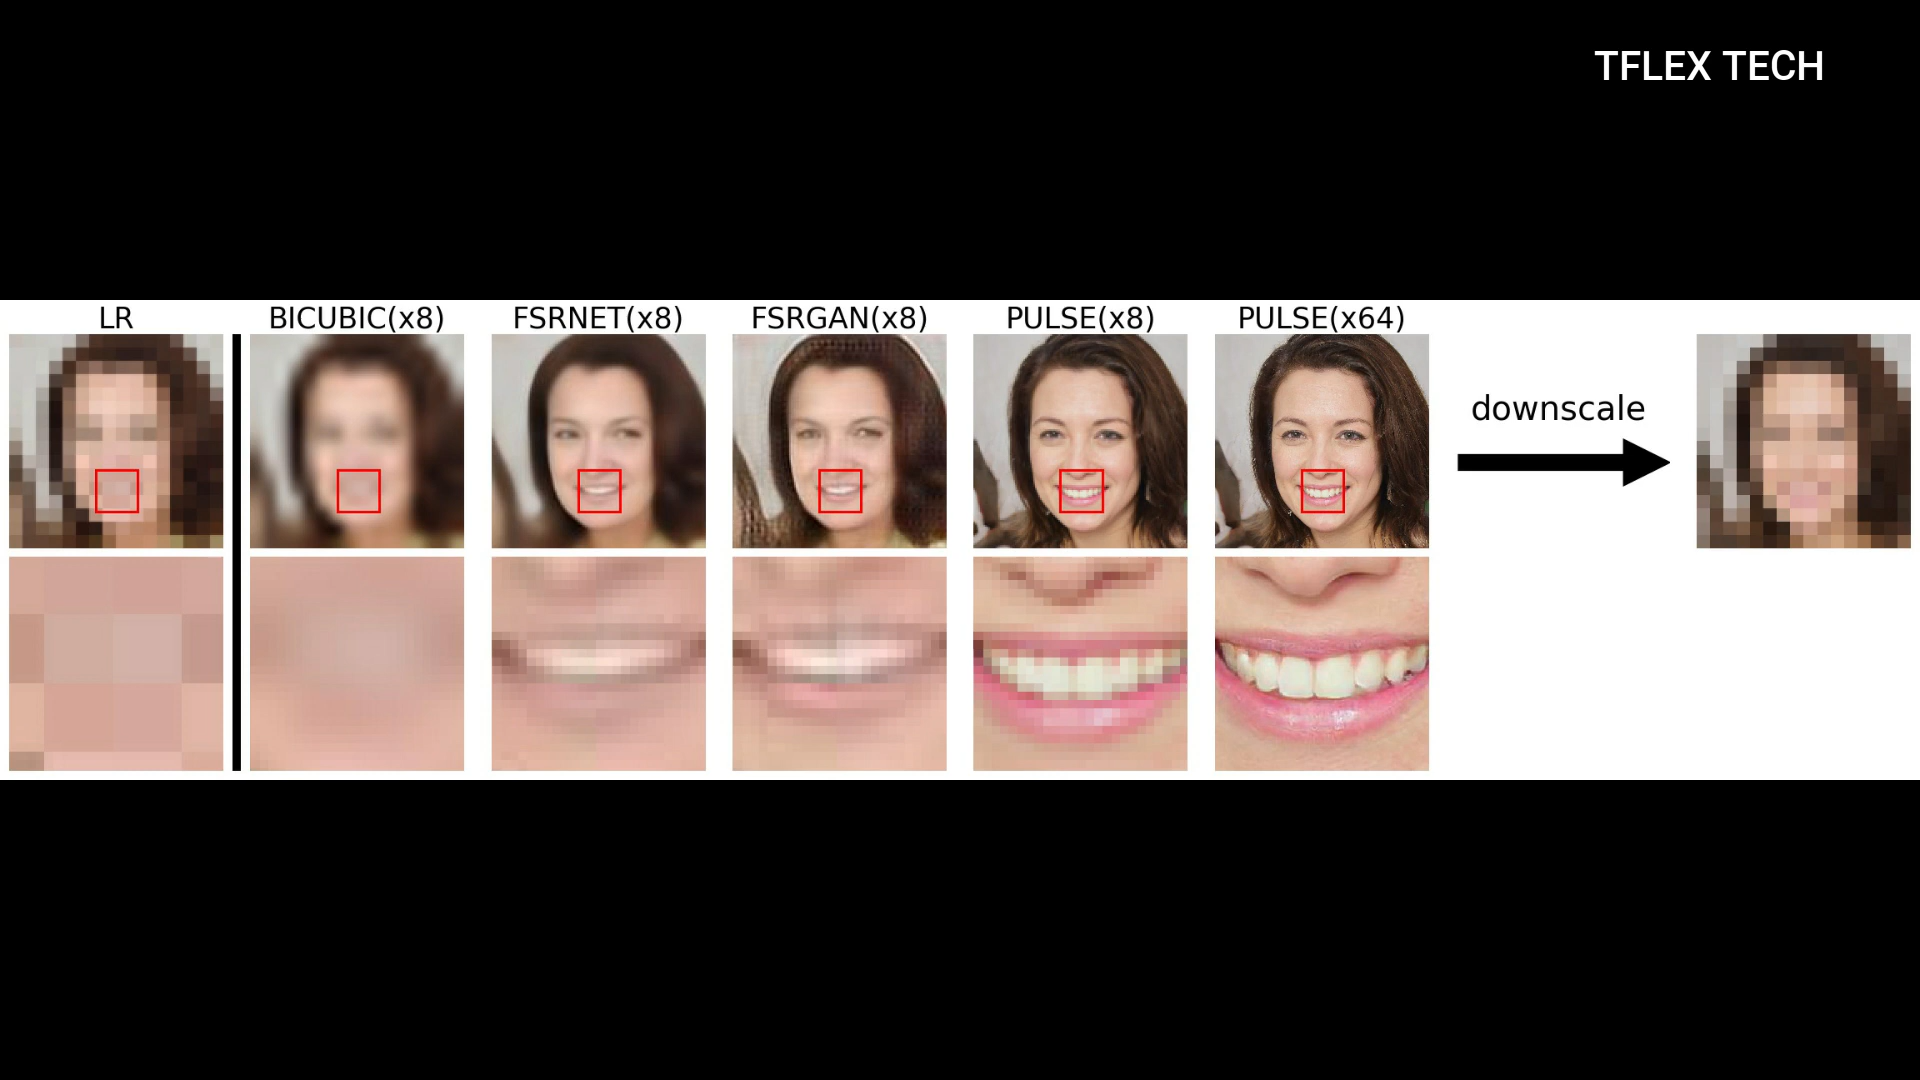 TFLEX TECH
LR
BICUBIC(x8)
FSRNET(x8)
FSRGAN(x8)
PULSE(x8)
PULSE(x64)
downscale